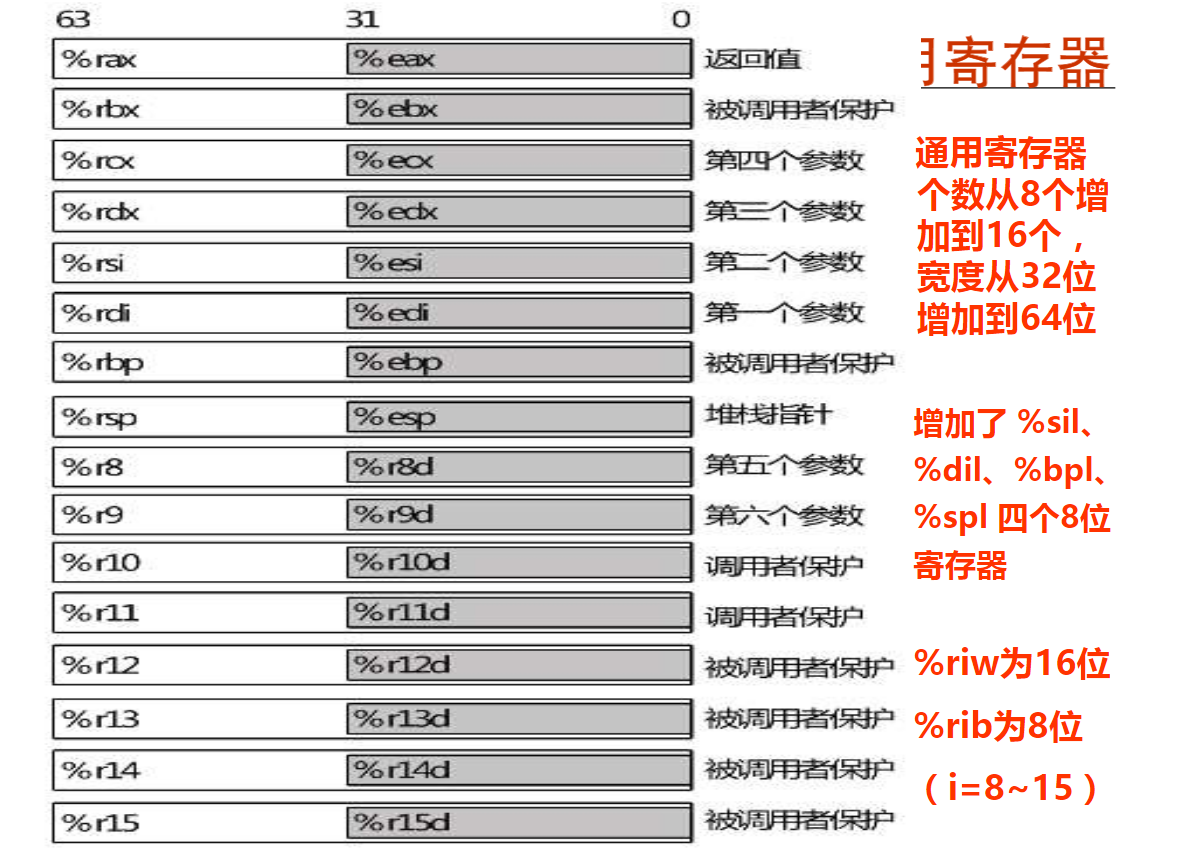 63 31 0
%rax %eax 返回值
%rbx %ebx 被调用者保护
%rcx %ecx 第四个参数
%rdx %edx 第三个参数
%rsi %esi 第二个参数
%rdi %edi 第一个参数
%rbp %ebp 被调用者保护
%rsp %esp 堆栈指针
%r8 %r8d 第五个参数
%r9 %r9d 第六个参数
%r10 %r10d 调用者保护
%r11 %r11d 调用者保护
%r12 %r12d 被调用者保护
%r13 %r13d 被调用者保护
%r14 %r14d 被调用者保护
%r15 %r15d 被调用者保护
寄存器
通用寄存器
个数从8个增
加到16个，
宽度从32位
增加到64位
增加了 %sil、
%dil、%bpl、
%spl 四个8位
寄存器
%riw为16位
%rib为8位
（i=8~15）